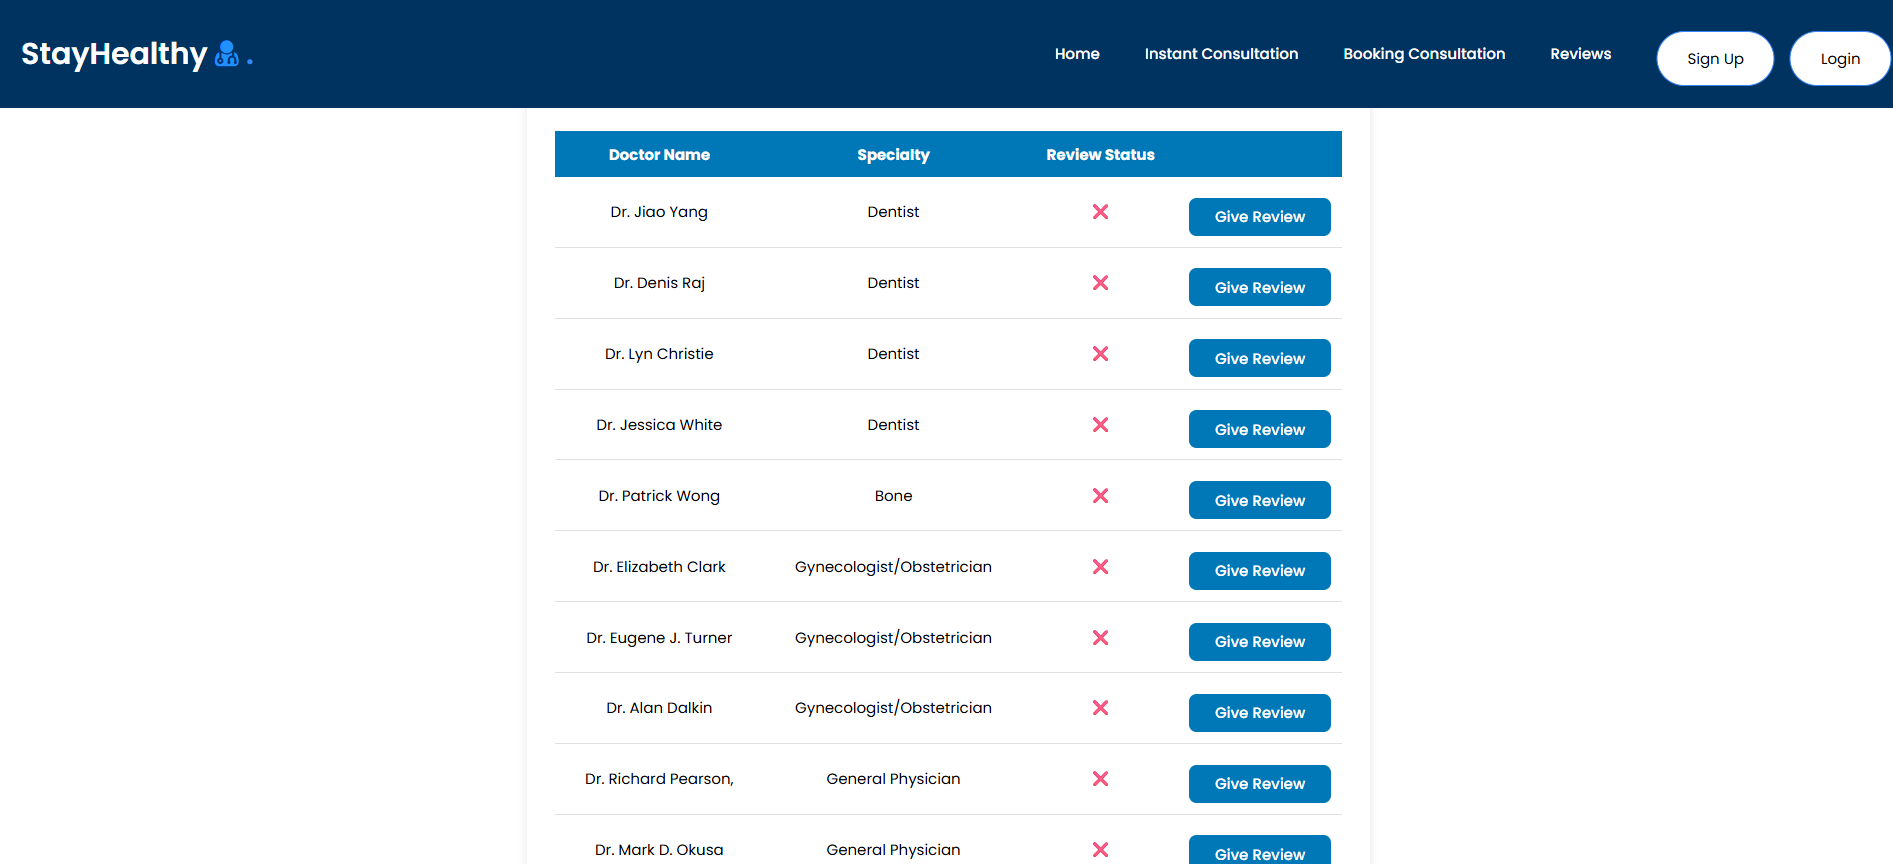 StayHealthy .
Home Instant Consultation Booking Consultation Reviews Sign Up Login
Doctor Name Specialty Review Status
Dr. Jiao Yang Dentist ❌ Give Review
Dr. Denis Raj Dentist ❌ Give Review
Dr. Lyn Christie Dentist ❌ Give Review
Dr. Jessica White Dentist ❌ Give Review
Dr. Patrick Wong Bone ❌ Give Review
Dr. Elizabeth Clark Gynecologist/Obstetrician ❌ Give Review
Dr. Eugene J. Turner Gynecologist/Obstetrician ❌ Give Review
Dr. Alan Dalkin Gynecologist/Obstetrician ❌ Give Review
Dr. Richard Pearson, General Physician ❌ Give Review
Dr. Mark D. Okusa General Physician ❌ Give Review